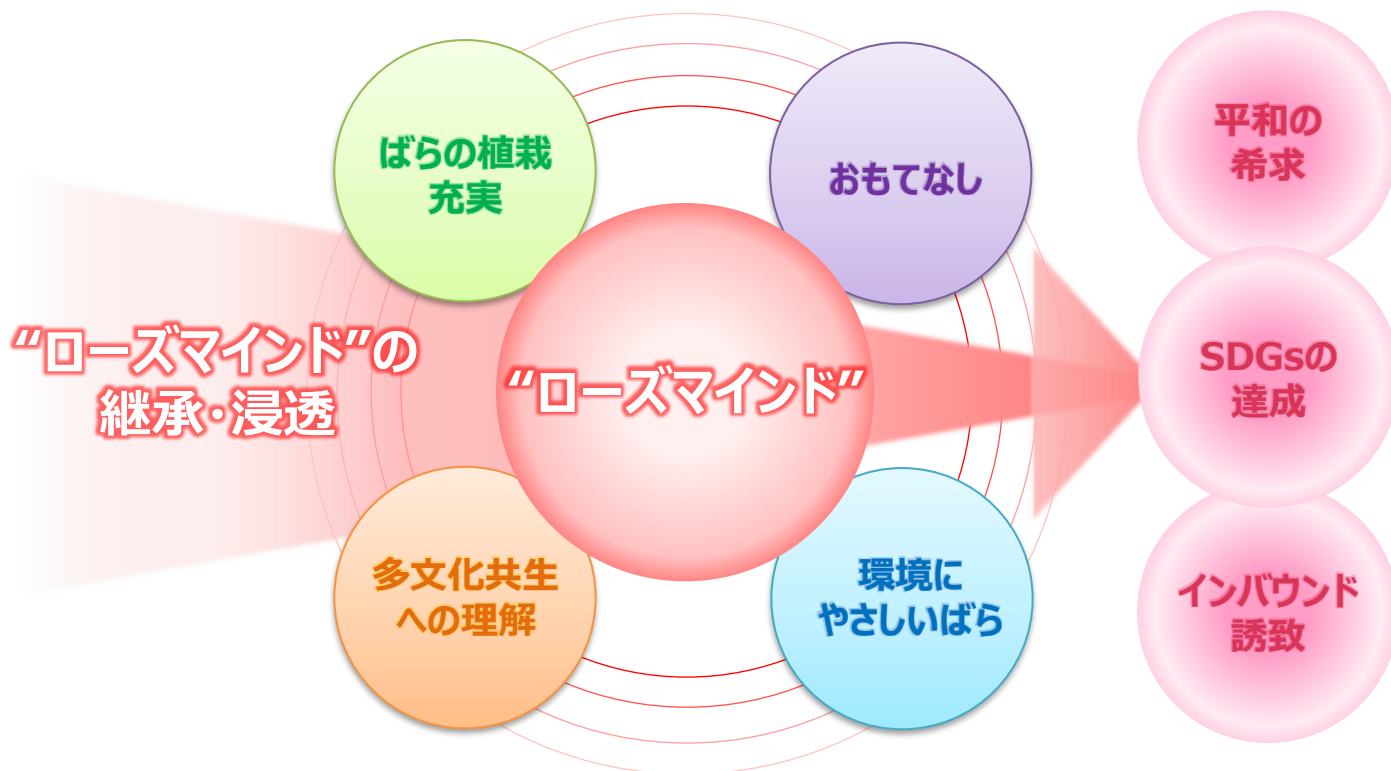 “ローズマインド”の
継承・浸透
ばらの植栽
充実
おもてなし
“ローズマインド”
多文化共生
への理解
環境に
やさしいばら
平和の
希求
SDGsの
達成
インバウンド
誘致